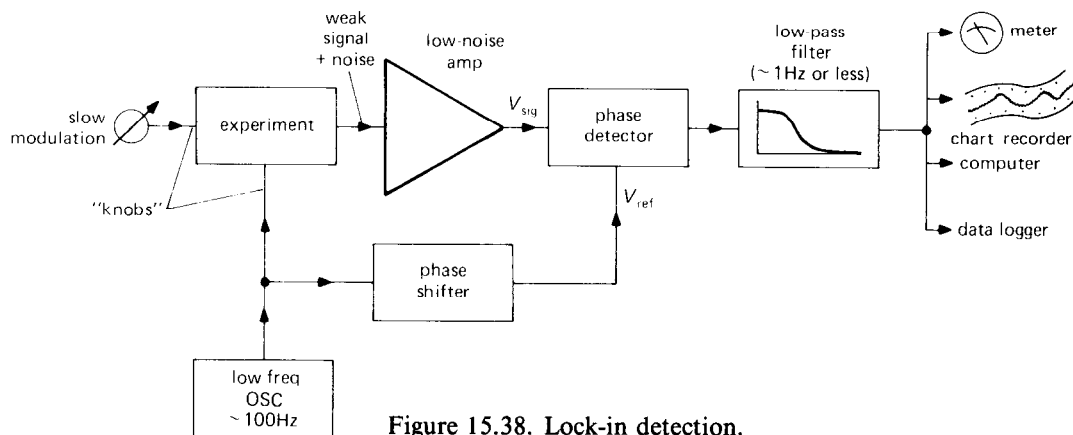 weak
signal
+ noise
low-noise
amp
low-pass
filter
(~ 1Hz or less)
meter
slow
modulation
experiment
V_sig
phase
detector
chart recorder
computer
"knobs"
V_ref
data logger
phase
shifter
low freq
OSC
~ 100Hz
Figure 15.38. Lock-in detection.